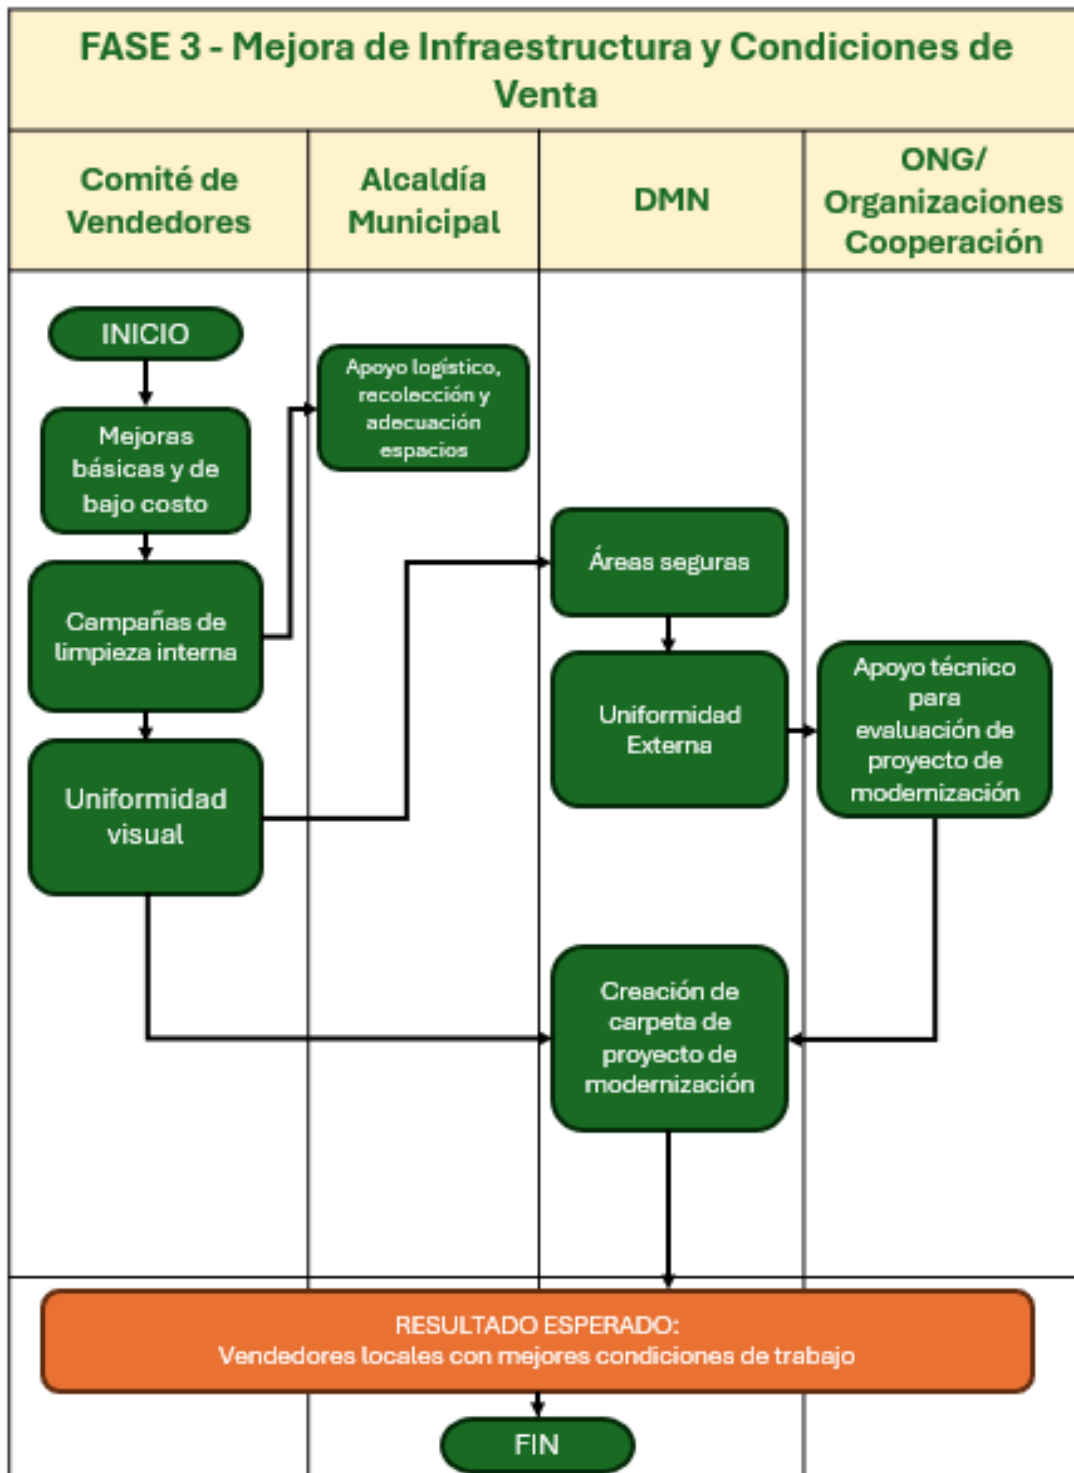 FASE 3 - Mejora de Infraestructura y Condiciones de
Venta
Comité de
Vendedores
Alcaldía
Municipal
DMN
ONG/
Organizaciones
Cooperación
INICIO
Mejoras
básicas y de
bajo costo
Campañas de
limpieza interna
Uniformidad
visual
Apoyo logístico,
recolección y
adecuación
espacios
Áreas seguras
Uniformidad
Externa
Apoyo técnico
para
evaluación de
proyecto de
modernización
Creación de
carpeta de
proyecto de
modernización
RESULTADO ESPERADO:
Vendedores locales con mejores condiciones de trabajo
FIN